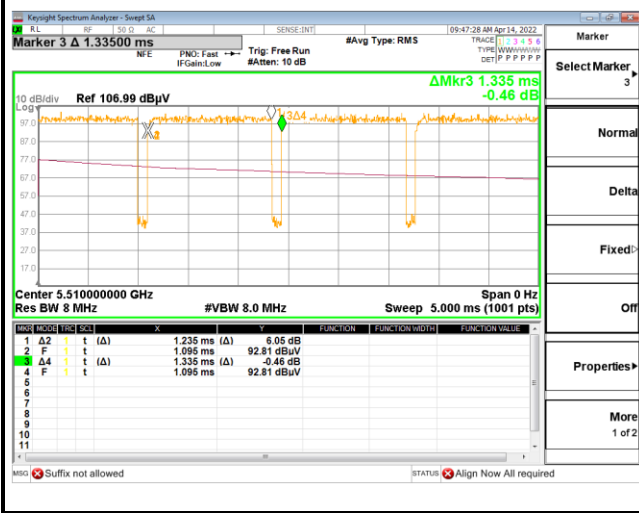 Keysight Spectrum Analyzer - Swept SA
RL RF 50 Ω AC SENSE:INT 09:47:28 AM Apr 14, 2022
Marker 3 Δ 1.33500 ms
#Avg Type: RMS
TRACE 1 2 3 4 5 6
TYPE WWWWWW
DET P P P P P P
NFE PNO: Fast Trig: Free Run
IFGain:Low #Atten: 10 dB
ΔMkr3 1.335 ms
-0.46 dB
10 dB/div Ref 106.99 dBµV
Log
97.0
87.0
77.0
67.0
57.0
47.0
37.0
27.0
17.0
3Δ4
Center 5.510000000 GHz Span 0 Hz
Res BW 8 MHz #VBW 8.0 MHz Sweep 5.000 ms (1001 pts)
MKR MODE TRC SCL X Y FUNCTION FUNCTION WIDTH FUNCTION VALUE
1 Δ2 1 t (Δ) 1.235 ms (Δ) 6.05 dB
2 F 1 t 1.095 ms 92.81 dBµV
3 Δ4 1 t (Δ) 1.335 ms (Δ) -0.46 dB
4 F 1 t 1.095 ms 92.81 dBµV
5
6
7
8
9
10
11
MSG Suffix not allowed STATUS Align Now All required
Marker
Select Marker
3
Normal
Delta
Fixed
Off
Properties
More
1 of 2